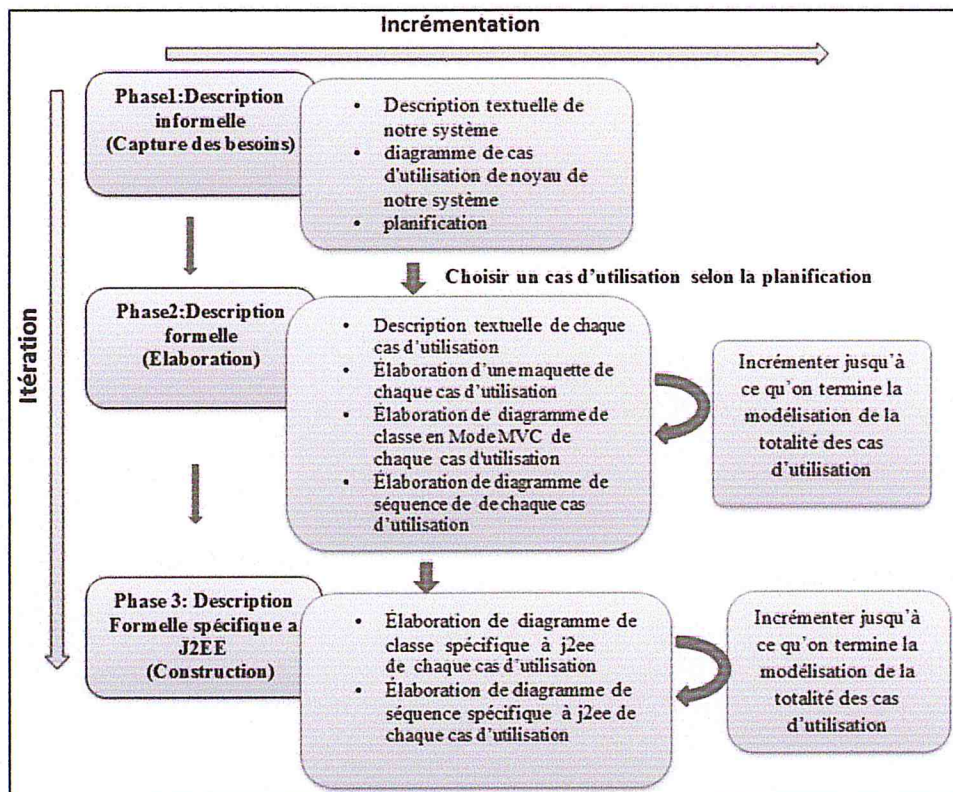 Incrémentation
Itération
Phase1:Description
informelle
(Capture des besoins)
• Description textuelle de
notre système
• diagramme de cas
d'utilisation de noyau de
notre système
• planification
Choisir un cas d'utilisation selon la planification
Phase2:Description
formelle
(Elaboration)
• Description textuelle de chaque
cas d'utilisation
• Élaboration d'une maquette de
chaque cas d'utilisation
• Élaboration de diagramme de
classe en Mode MVC de
chaque cas d'utilisation
• Élaboration de diagramme de
séquence de de chaque cas
d'utilisation
Incrémenter jusqu'à
ce qu'on termine la
modélisation de la
totalité des cas
d'utilisation
Phase 3: Description
Formelle spécifique a
J2EE
(Construction)
• Élaboration de diagramme de
classe spécifique à j2ee
de chaque cas d'utilisation
• Élaboration de diagramme de
séquence spécifique à j2ee de
chaque cas d'utilisation
Incrémenter jusqu'à
ce qu'on termine la
modélisation de la
totalité des cas
d'utilisation